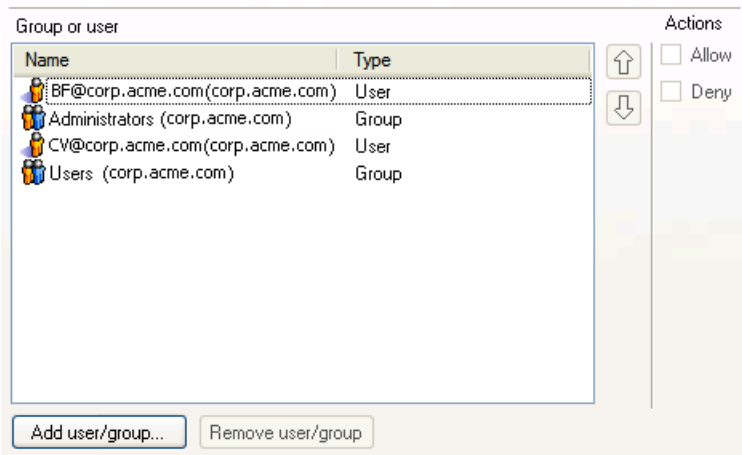 Group or user
Actions
Name Type
Allow
BF@corp.acme.com(corp.acme.com) User
Deny
Administrators (corp.acme.com) Group
CV@corp.acme.com(corp.acme.com) User
Users (corp.acme.com) Group
Add user/group...
Remove user/group